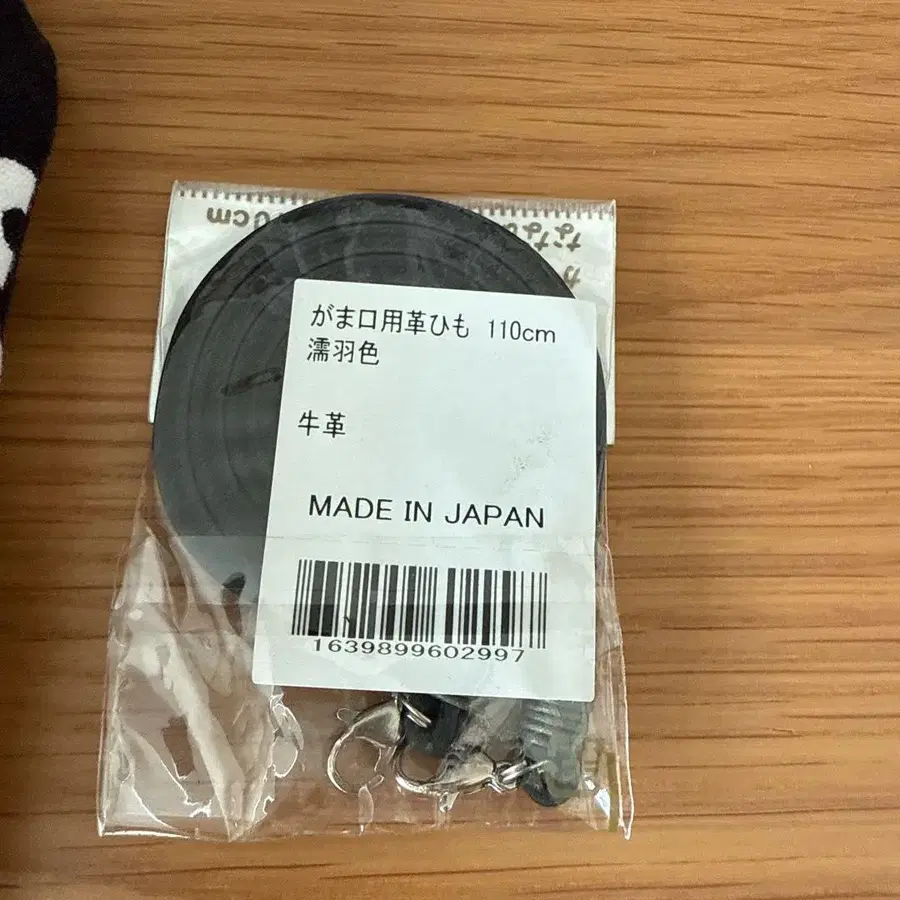 がま口用革ひも 110cm
濡羽色
牛革
MADE IN JAPAN
1639899602997